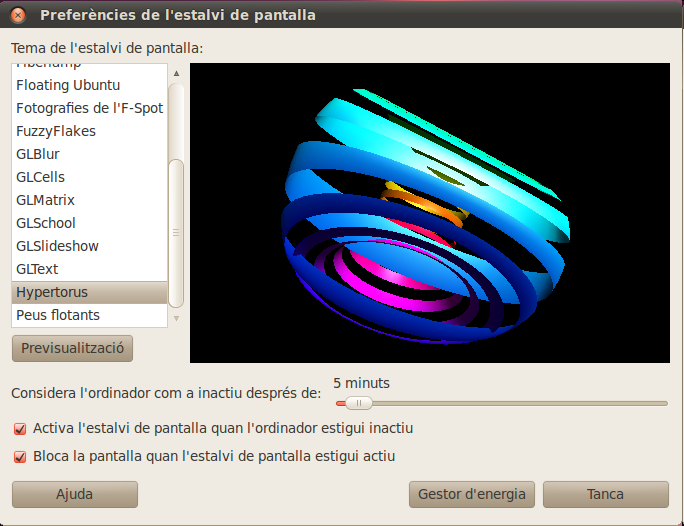 Preferències de l'estalvi de pantalla
Tema de l'estalvi de pantalla:
Floating Ubuntu
Fotografies de l'F-Spot
FuzzyFlakes
GLBlur
GLCells
GLMatrix
GLSchool
GLSlideshow
GLText
Hypertorus
Peus flotants
Previsualització
5 minuts
Considera l'ordinador com a inactiu després de:
Activa l'estalvi de pantalla quan l'ordinador estigui inactiu
Bloca la pantalla quan l'estalvi de pantalla estigui actiu
Ajuda
Gestor d'energia
Tanca